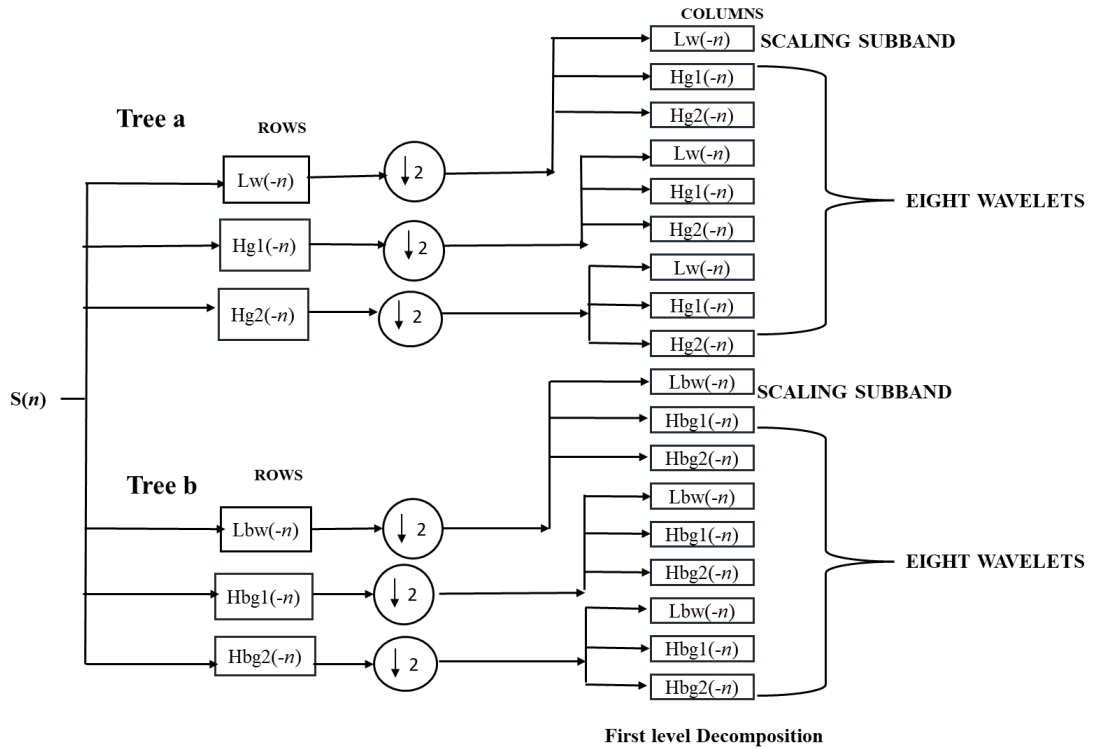 COLUMNS
Lw(-n) SCALING SUBBAND
Hg1(-n)
Hg2(-n)
Tree a
ROWS
Lw(-n)
Lw(-n)
↓ 2
Hg1(-n)
EIGHT WAVELETS
Hg2(-n)
Hg1(-n)
↓ 2
Lw(-n)
Hg1(-n)
Hg2(-n)
↓ 2
Hg2(-n)
Lbw(-n) SCALING SUBBAND
S(n)
Hbg1(-n)
Hbg2(-n)
Tree b
ROWS
Lbw(-n)
Lbw(-n)
↓ 2
Hbg1(-n)
EIGHT WAVELETS
Hbg2(-n)
Hbg1(-n)
↓ 2
Lbw(-n)
Hbg1(-n)
Hbg2(-n)
↓ 2
Hbg2(-n)
First level Decomposition